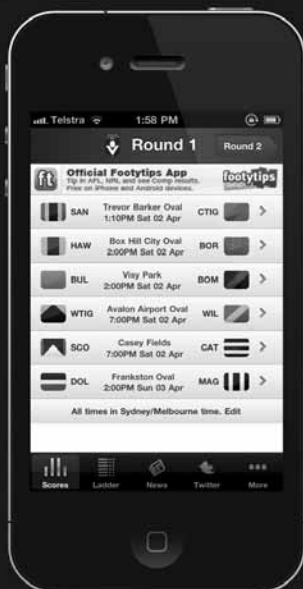 Telstra 1:58 PM
Round 1 Round 2
ft Official Footytips App footytips
Tip in AFL, NRL, and see Comp results.
Free on iPhone and Android devices.
SAN Trevor Barker Oval CTIG
1:10PM Sat 02 Apr
HAW Box Hill City Oval BOR
2:00PM Sat 02 Apr
BUL Visy Park BOM
2:00PM Sat 02 Apr
WTIG Avalon Airport Oval WIL
7:00PM Sat 02 Apr
SCO Casey Fields CAT
7:00PM Sat 02 Apr
DOL Frankston Oval MAG
2:00PM Sun 03 Apr
All times in Sydney/Melbourne time. Edit
Scores Ladder News Twitter More